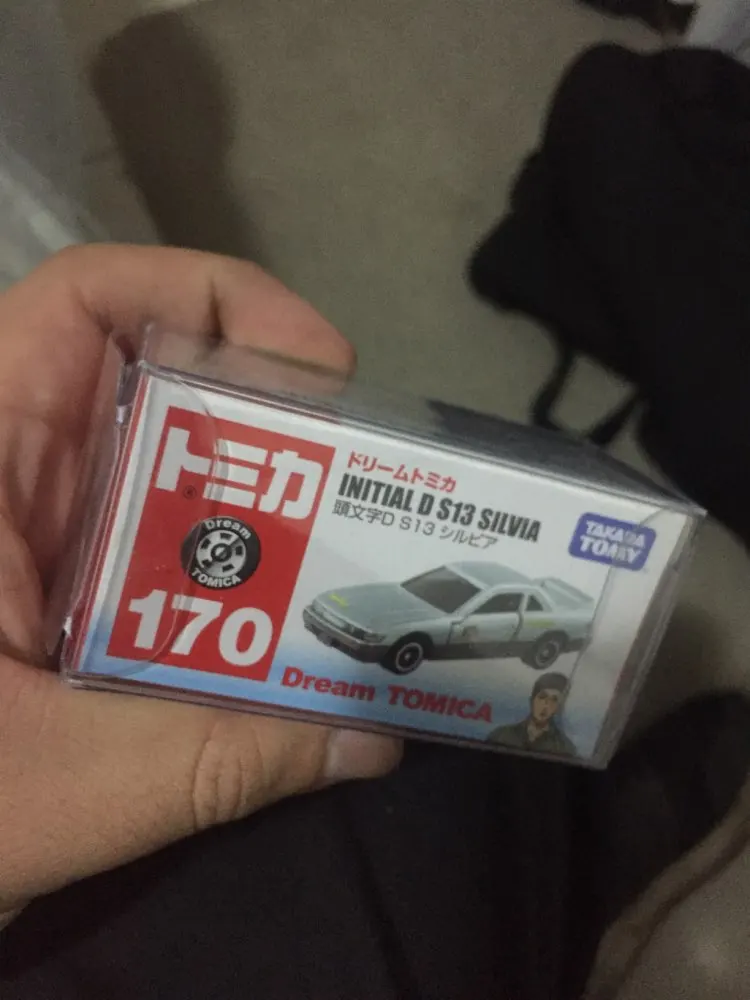 トミカ
®
Dream
TOMICA
170
ドリームトミカ
INITIAL D S13 SILVIA
頭文字D S13 シルビア
TAKARA
TOMY
Dream TOMICA